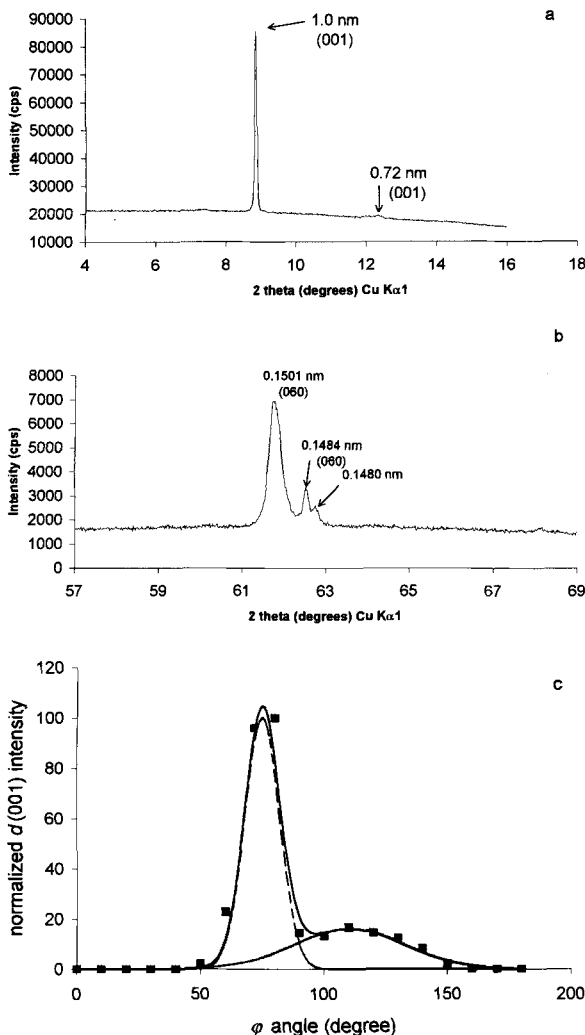 a
1.0 nm
(001)
0.72 nm
(001)
Intensity (cps)
90000
80000
70000
60000
50000
40000
30000
20000
10000
4 6 8 10 12 14 16 18
2 theta (degrees) Cu Kα1
b
0.1501 nm
(060)
0.1484 nm
(060)
0.1480 nm
Intensity (cps)
8000
7000
6000
5000
4000
3000
2000
1000
0
57 59 61 63 65 67 69
2 theta (degrees) Cu Kα1
c
normalized d (001) intensity
120
100
80
60
40
20
0
0 50 100 150 200
φ angle (degree)